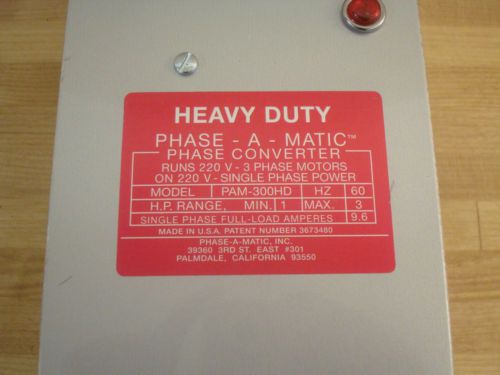 HEAVY DUTY
PHASE - A - MATIC™
PHASE CONVERTER
RUNS 220 V - 3 PHASE MOTORS
ON 220 V - SINGLE PHASE POWER
MODEL PAM-300HD HZ 60
H.P. RANGE, MIN. 1 MAX. 3
SINGLE PHASE FULL-LOAD AMPERES 9.6
MADE IN U.S.A. PATENT NUMBER 3673480
PHASE-A-MATIC, INC.
39360 3RD ST. EAST #301
PALMDALE, CALIFORNIA 93550